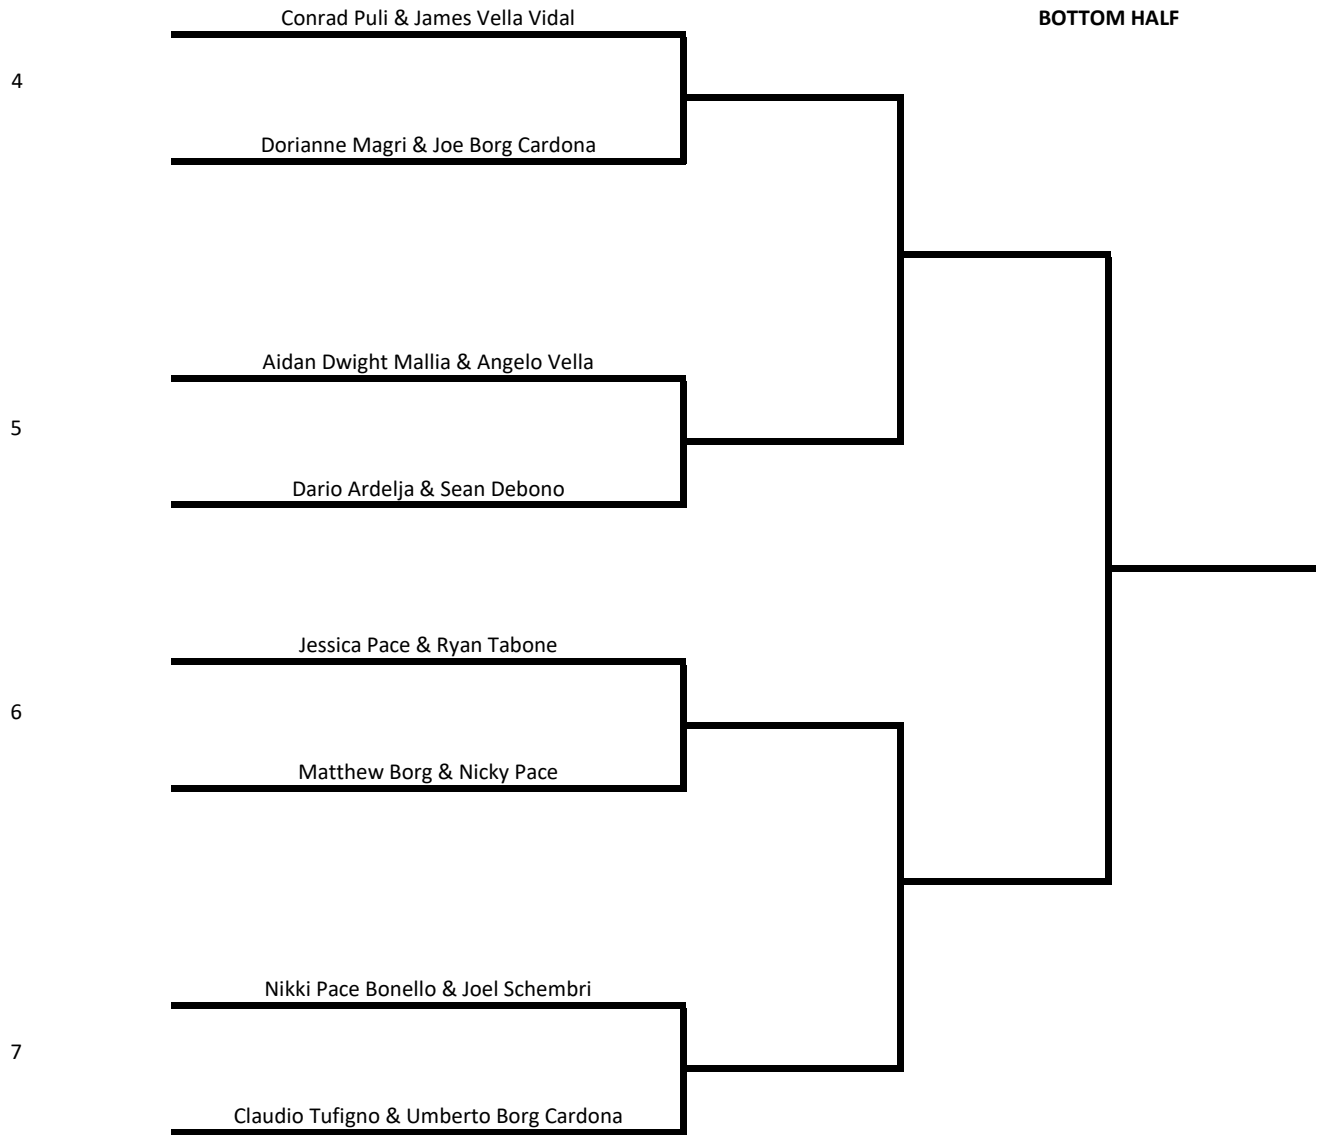 Conrad Puli & James Vella Vidal
BOTTOM HALF
4
Dorianne Magri & Joe Borg Cardona
Aidan Dwight Mallia & Angelo Vella
5
Dario Ardelja & Sean Debono
Jessica Pace & Ryan Tabone
6
Matthew Borg & Nicky Pace
Nikki Pace Bonello & Joel Schembri
7
Claudio Tufigno & Umberto Borg Cardona